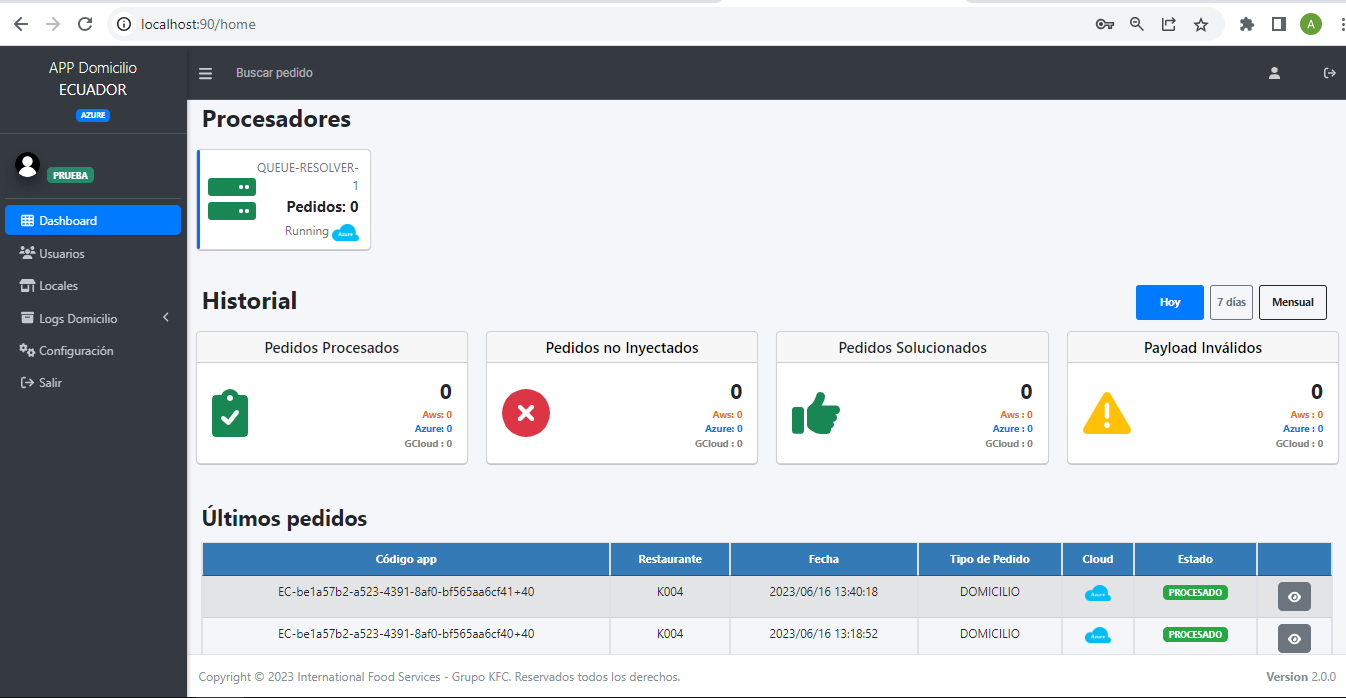 localhost:90/home
A
APP Domicilio
ECUADOR
AZURE
Buscar pedido
PRUEBA
Dashboard
Usuarios
Locales
Logs Domicilio
Configuración
Salir
Procesadores
QUEUE-RESOLVER-
1
Pedidos: 0
Running Azure
Historial
Hoy 7 días Mensual
Pedidos Procesados
0
Aws: 0
Azure: 0
GCloud : 0
Pedidos no Inyectados
0
Aws: 0
Azure: 0
GCloud : 0
Pedidos Solucionados
0
Aws : 0
Azure : 0
GCloud : 0
Payload Inválidos
0
Aws : 0
Azure : 0
GCloud : 0
Últimos pedidos
Código app Restaurante Fecha Tipo de Pedido Cloud Estado
EC-be1a57b2-a523-4391-8af0-bf565aa6cf41+40 K004 2023/06/16 13:40:18 DOMICILIO Azure PROCESADO
EC-be1a57b2-a523-4391-8af0-bf565aa6cf40+40 K004 2023/06/16 13:18:52 DOMICILIO Azure PROCESADO
Copyright © 2023 International Food Services - Grupo KFC. Reservados todos los derechos. Version 2.0.0